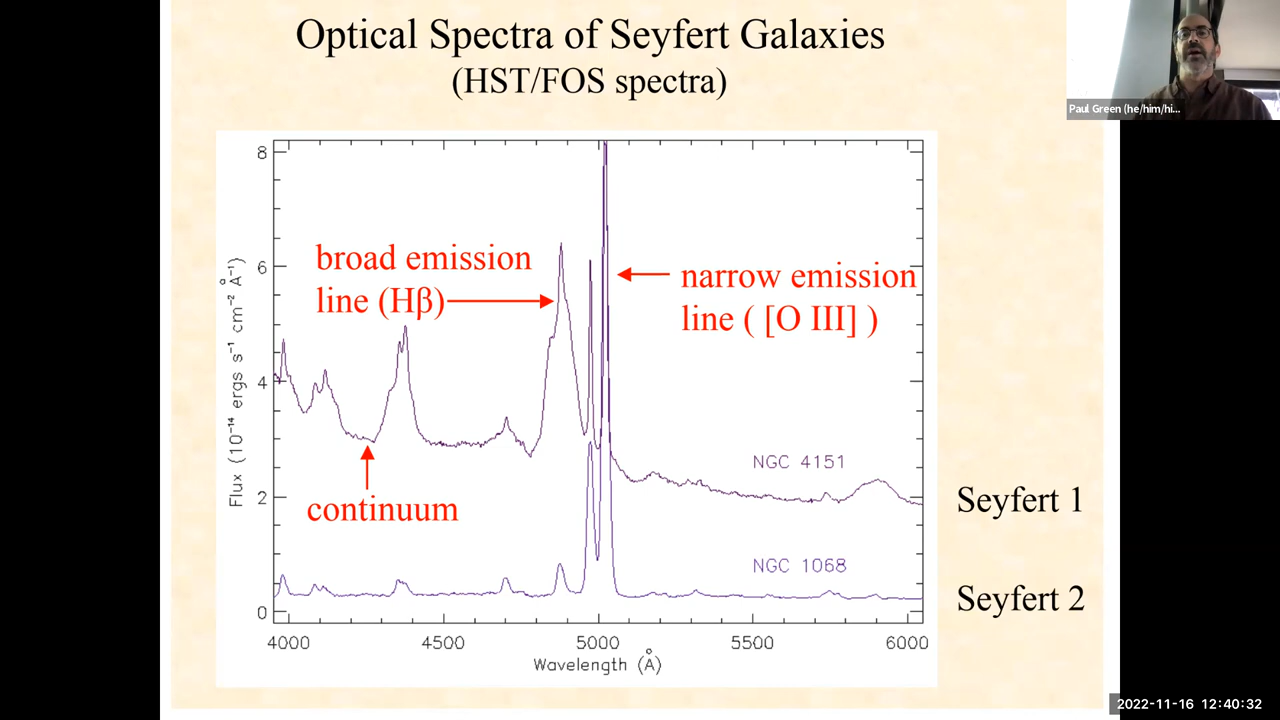 Optical Spectra of Seyfert Galaxies
(HST/FOS spectra)
Paul Green (he/him/hi...
8
6
4
2
0
Flux (10⁻¹⁴ ergs s⁻¹ cm⁻² Å⁻¹)
broad emission
line (Hβ)
narrow emission
line ( [O III] )
continuum
NGC 4151
Seyfert 1
NGC 1068
Seyfert 2
4000 4500 5000 5500 6000
Wavelength (Å)
2022-11-16 12:40:32